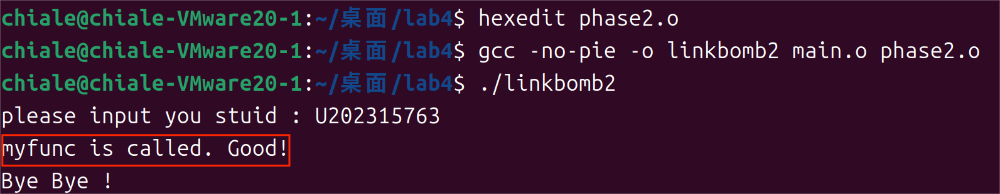 chiale@chiale-VMware20-1:~/桌面/lab4$ hexedit phase2.o
chiale@chiale-VMware20-1:~/桌面/lab4$ gcc -no-pie -o linkbomb2 main.o phase2.o
chiale@chiale-VMware20-1:~/桌面/lab4$ ./linkbomb2
please input you stuid : U202315763
myfunc is called. Good!
Bye Bye !